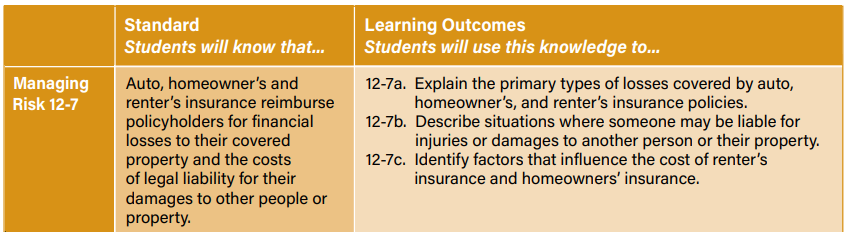 Standard
Students will know that...
Learning Outcomes
Students will use this knowledge to...
Managing
Risk 12-7
Auto, homeowner's and
renter's insurance reimburse
policyholders for financial
losses to their covered
property and the costs
of legal liability for their
damages to other people or
property.
12-7a. Explain the primary types of losses covered by auto,
homeowner's, and renter's insurance policies.
12-7b. Describe situations where someone may be liable for
injuries or damages to another person or their property.
12-7c. Identify factors that influence the cost of renter's
insurance and homeowners' insurance.